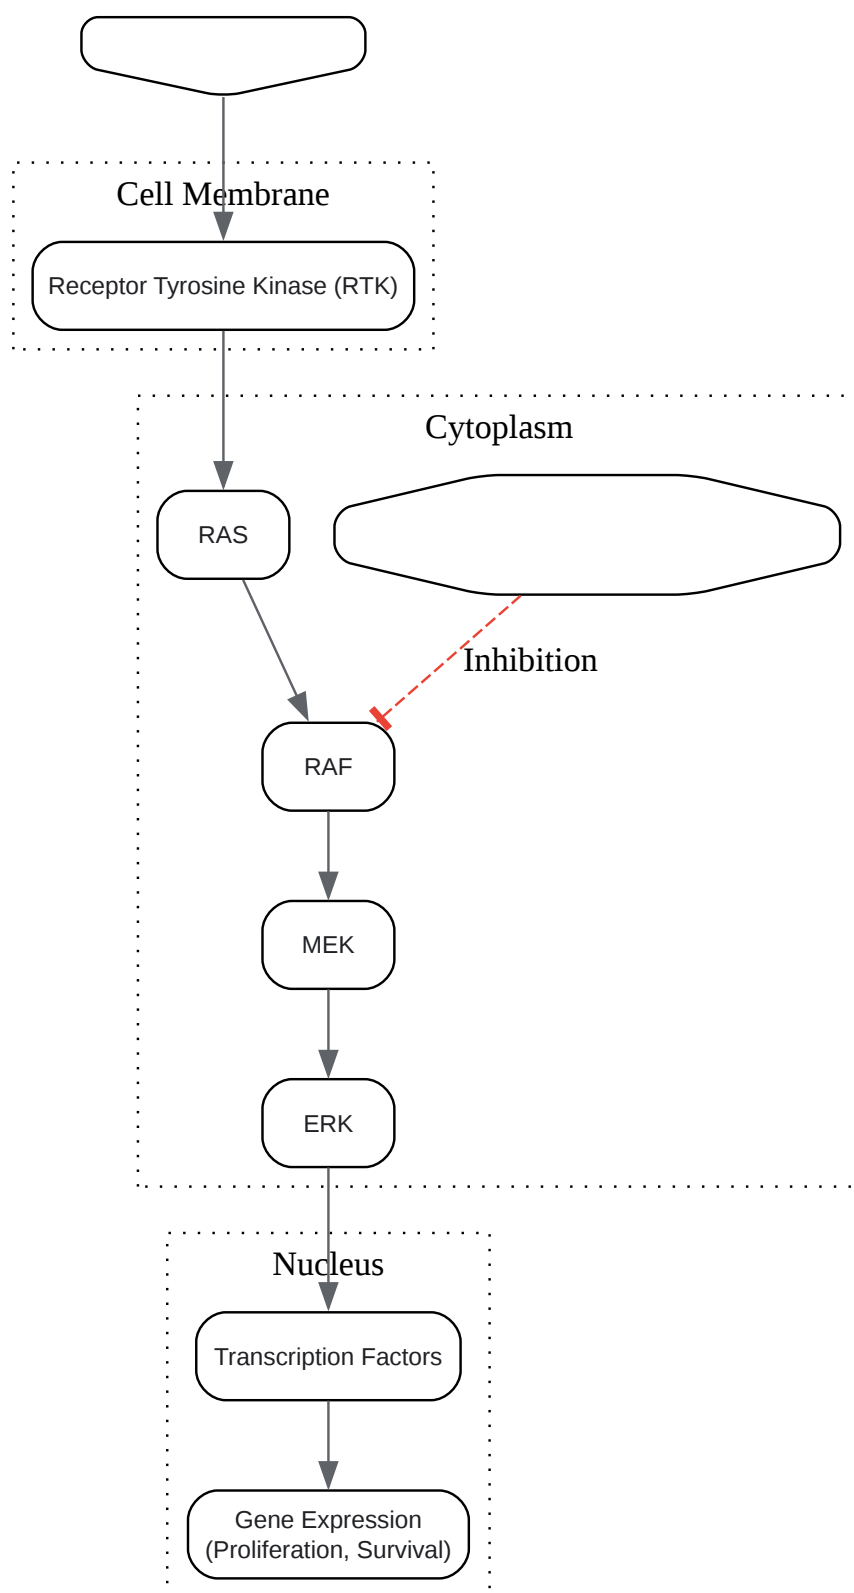 Cell Membrane
Receptor Tyrosine Kinase (RTK)
Cytoplasm
RAS
Inhibition
RAF
MEK
ERK
Nucleus
Transcription Factors
Gene Expression
(Proliferation, Survival)